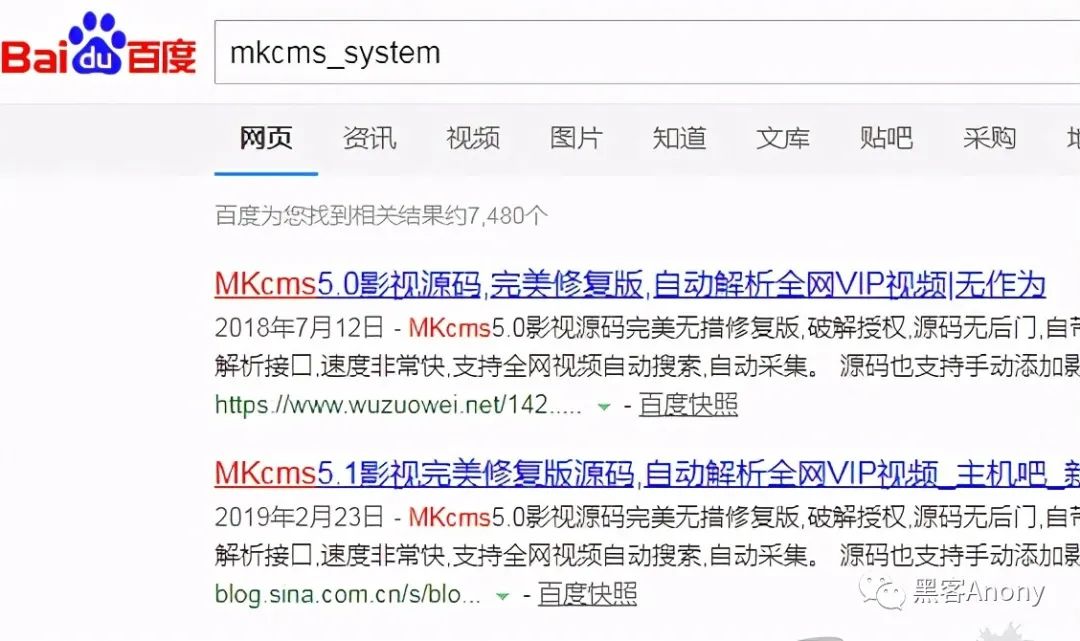 Baidu百度
mkcms_system
网页 资讯 视频 图片 知道 文库 贴吧 采购
百度为您找到相关结果约7,480个
MKcms5.0影视源码,完美修复版,自动解析全网VIP视频|无作为
2018年7月12日 - MKcms5.0影视源码完美无措修复版,破解授权,源码无后门,自带
解析接口,速度非常快,支持全网视频自动搜索,自动采集。 源码也支持手动添加影
https://www.wuzuowei.net/142..... - 百度快照
MKcms5.1影视完美修复版源码,自动解析全网VIP视频_主机吧_新
2019年2月23日 - MKcms5.0影视源码完美无措修复版,破解授权,源码无后门,自带
解析接口,速度非常快,支持全网视频自动搜索,自动采集。 源码也支持手动添加影
blog.sina.com.cn/s/blo... - 百度快照
黑客Anony